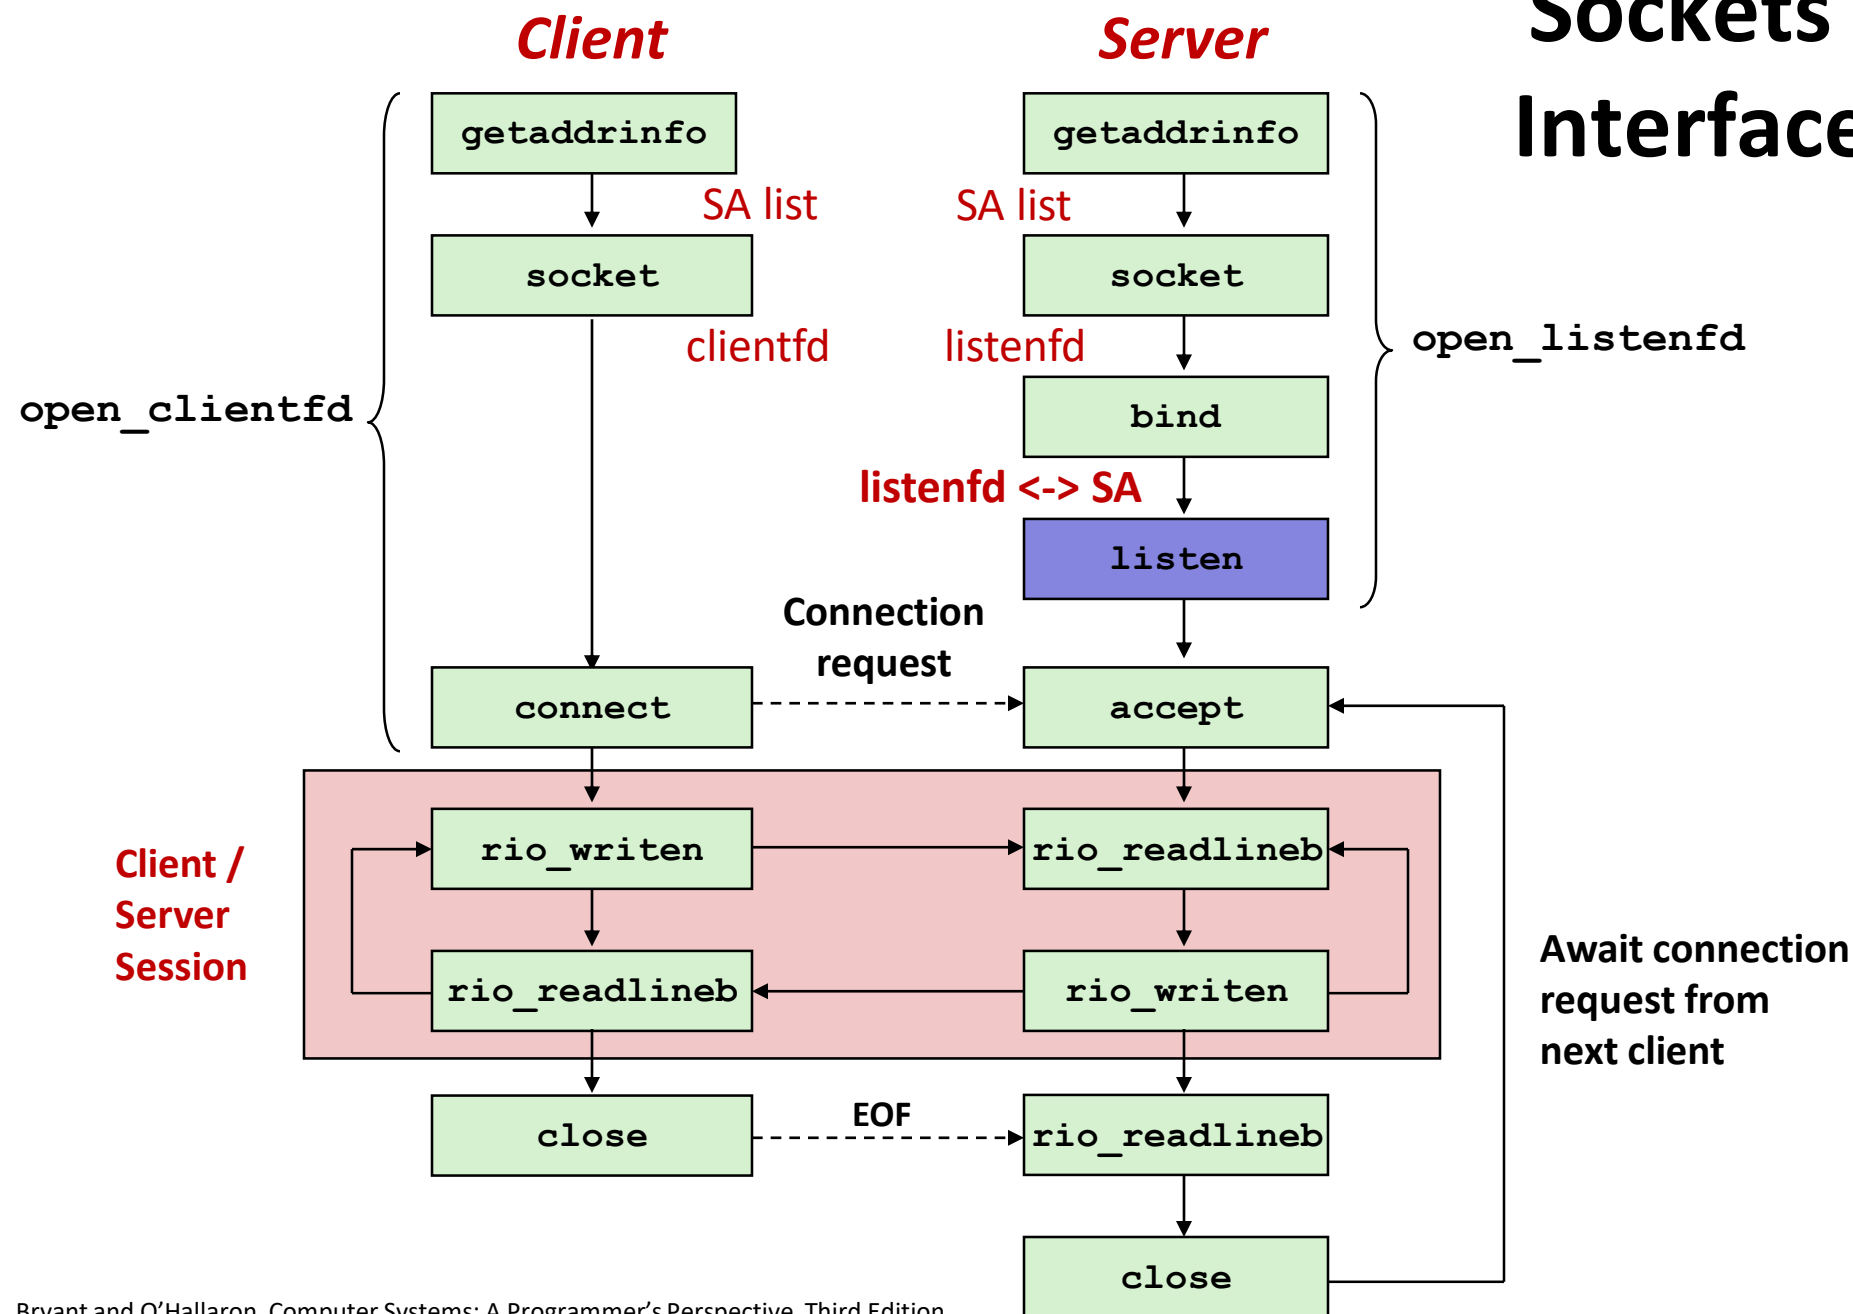 Sockets
Interface
Client
Server
getaddrinfo
getaddrinfo
SA list
SA list
socket
socket
clientfd
listenfd
open_listenfd
open_clientfd
bind
listenfd <-> SA
listen
Connection
request
connect
accept
Client /
Server
Session
rio_writen
rio_readlineb
rio_readlineb
rio_writen
Await connection
request from
next client
close
EOF
rio_readlineb
close
Bryant and O'Hallaron, Computer Systems: A Programmer's Perspective, Third Edition